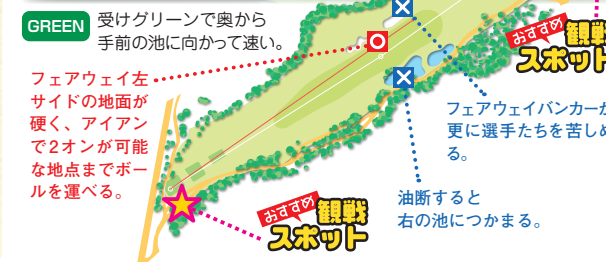 GREEN 受けグリーンで奥から
手前の池に向かって速い。
おすすめ 観戦
スポット
フェアウェイ左
サイドの地面が
硬く、アイアン
で2オンが可能
な地点までボー
ルを運べる。
フェアウェイバンカーが
更に選手たちを苦しめ
る。
油断すると
右の池につかまる。
おすすめ 観戦
スポット